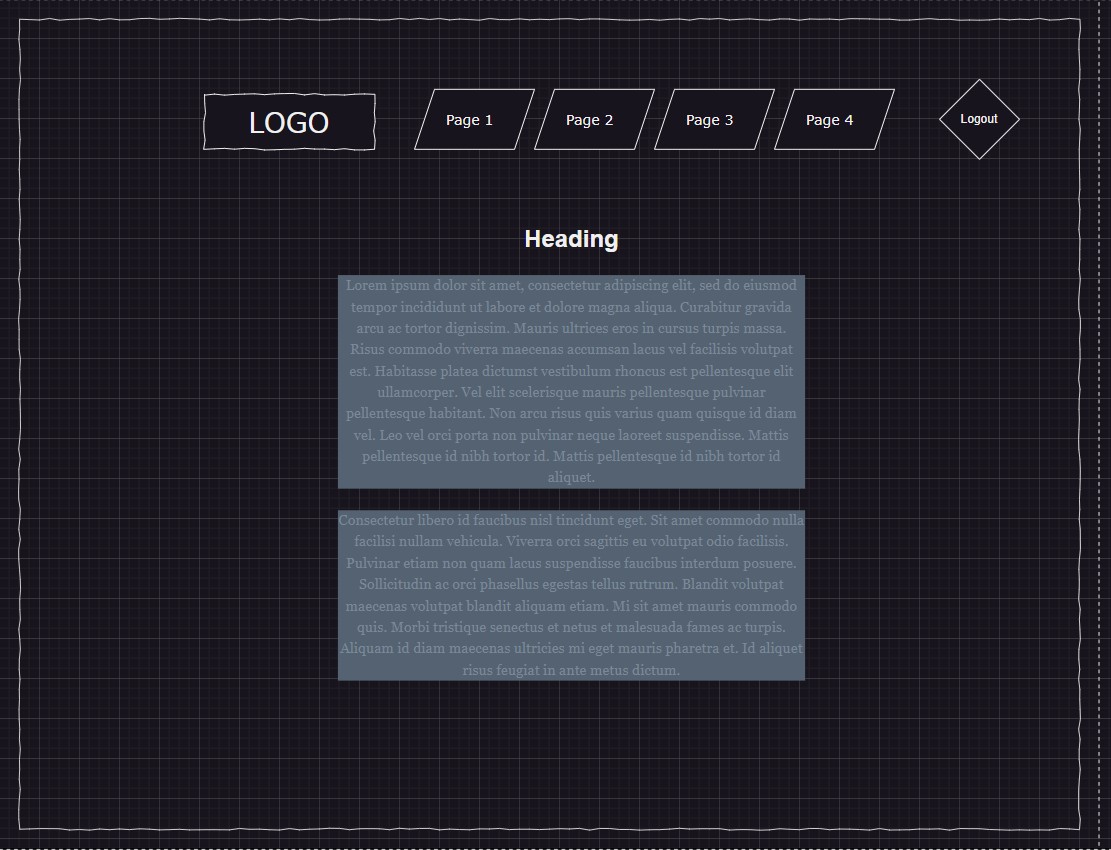 LOGO
Page 1
Page 2
Page 3
Page 4
Logout
Heading
Lorem ipsum dolor sit amet, consectetur adipiscing elit, sed do eiusmod
tempor incididunt ut labore et dolore magna aliqua. Curabitur gravida
arcu ac tortor dignissim. Mauris ultrices eros in cursus turpis massa.
Risus commodo viverra maecenas accumsan lacus vel facilisis volutpat
est. Habitasse platea dictumst vestibulum rhoncus est pellentesque elit
ullamcorper. Vel elit scelerisque mauris pellentesque pulvinar
pellentesque habitant. Non arcu risus quis varius quam quisque id diam
vel. Leo vel orci porta non pulvinar neque laoreet suspendisse. Mattis
pellentesque id nibh tortor id. Mattis pellentesque id nibh tortor id
aliquet.
Consectetur libero id faucibus nisl tincidunt eget. Sit amet commodo nulla
facilisi nullam vehicula. Viverra orci sagittis eu volutpat odio facilisis.
Pulvinar etiam non quam lacus suspendisse faucibus interdum posuere.
Sollicitudin ac orci phasellus egestas tellus rutrum. Blandit volutpat
maecenas volutpat blandit aliquam etiam. Mi sit amet mauris commodo
quis. Morbi tristique senectus et netus et malesuada fames ac turpis.
Aliquam id diam maecenas ultricies mi eget mauris pharetra et. Id aliquet
risus feugiat in ante metus dictum.